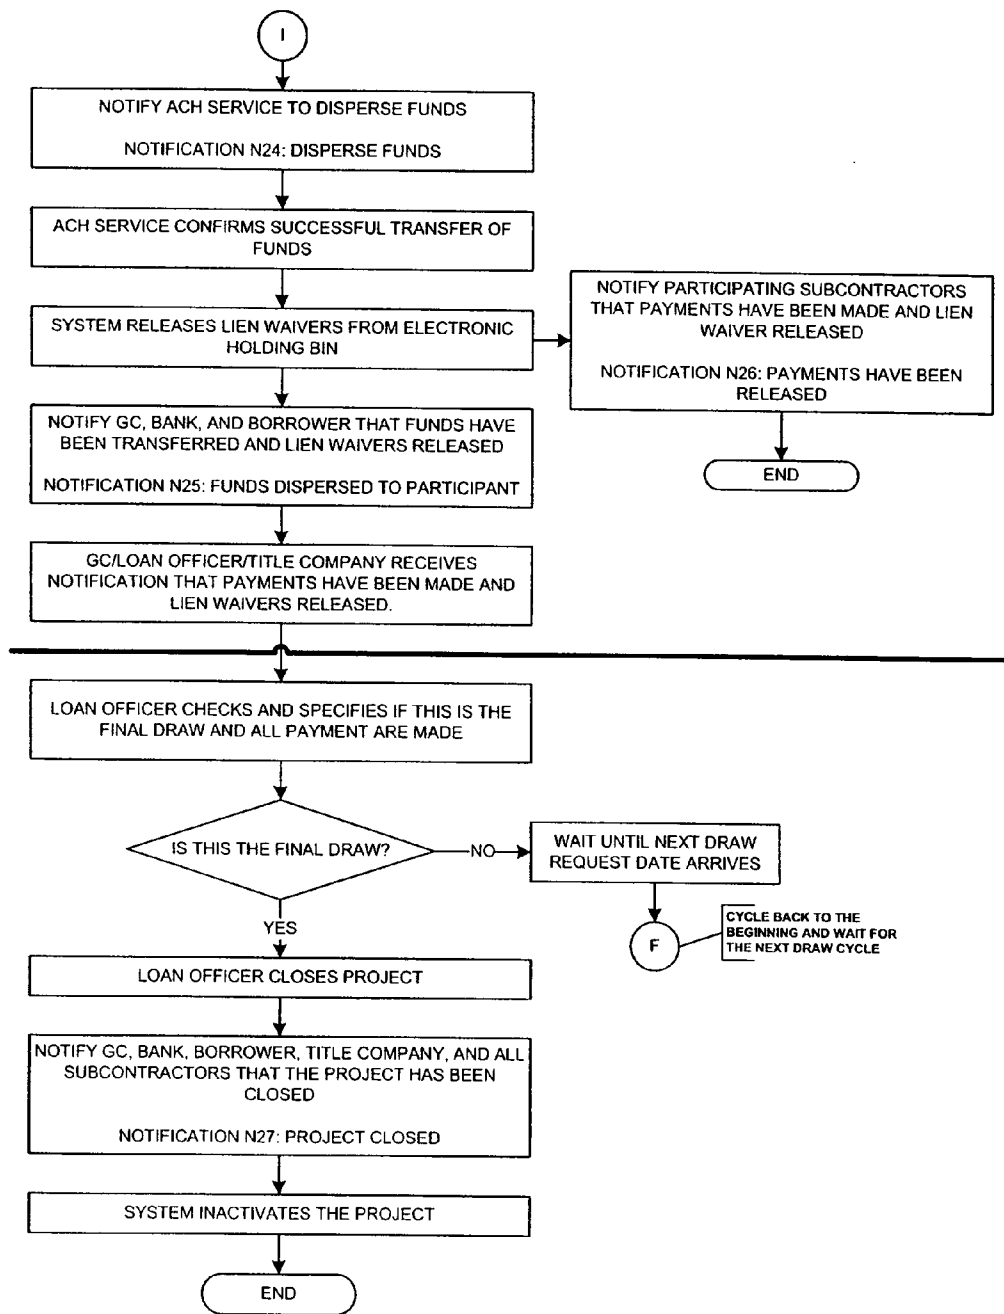 I
NOTIFY ACH SERVICE TO DISPERSE FUNDS
NOTIFICATION N24: DISPERSE FUNDS
ACH SERVICE CONFIRMS SUCCESSFUL TRANSFER OF
FUNDS
SYSTEM RELEASES LIEN WAIVERS FROM ELECTRONIC
HOLDING BIN
NOTIFY PARTICIPATING SUBCONTRACTORS
THAT PAYMENTS HAVE BEEN MADE AND LIEN
WAIVER RELEASED
NOTIFICATION N26: PAYMENTS HAVE BEEN
RELEASED
END
NOTIFY GC, BANK, AND BORROWER THAT FUNDS HAVE
BEEN TRANSFERRED AND LIEN WAIVERS RELEASED
NOTIFICATION N25: FUNDS DISPERSED TO PARTICIPANT
GC/LOAN OFFICER/TITLE COMPANY RECEIVES
NOTIFICATION THAT PAYMENTS HAVE BEEN MADE AND
LIEN WAIVERS RELEASED.
LOAN OFFICER CHECKS AND SPECIFIES IF THIS IS THE
FINAL DRAW AND ALL PAYMENT ARE MADE
IS THIS THE FINAL DRAW?
NO
WAIT UNTIL NEXT DRAW
REQUEST DATE ARRIVES
F
CYCLE BACK TO THE
BEGINNING AND WAIT FOR
THE NEXT DRAW CYCLE
YES
LOAN OFFICER CLOSES PROJECT
NOTIFY GC, BANK, BORROWER, TITLE COMPANY, AND ALL
SUBCONTRACTORS THAT THE PROJECT HAS BEEN
CLOSED
NOTIFICATION N27: PROJECT CLOSED
SYSTEM INACTIVATES THE PROJECT
END